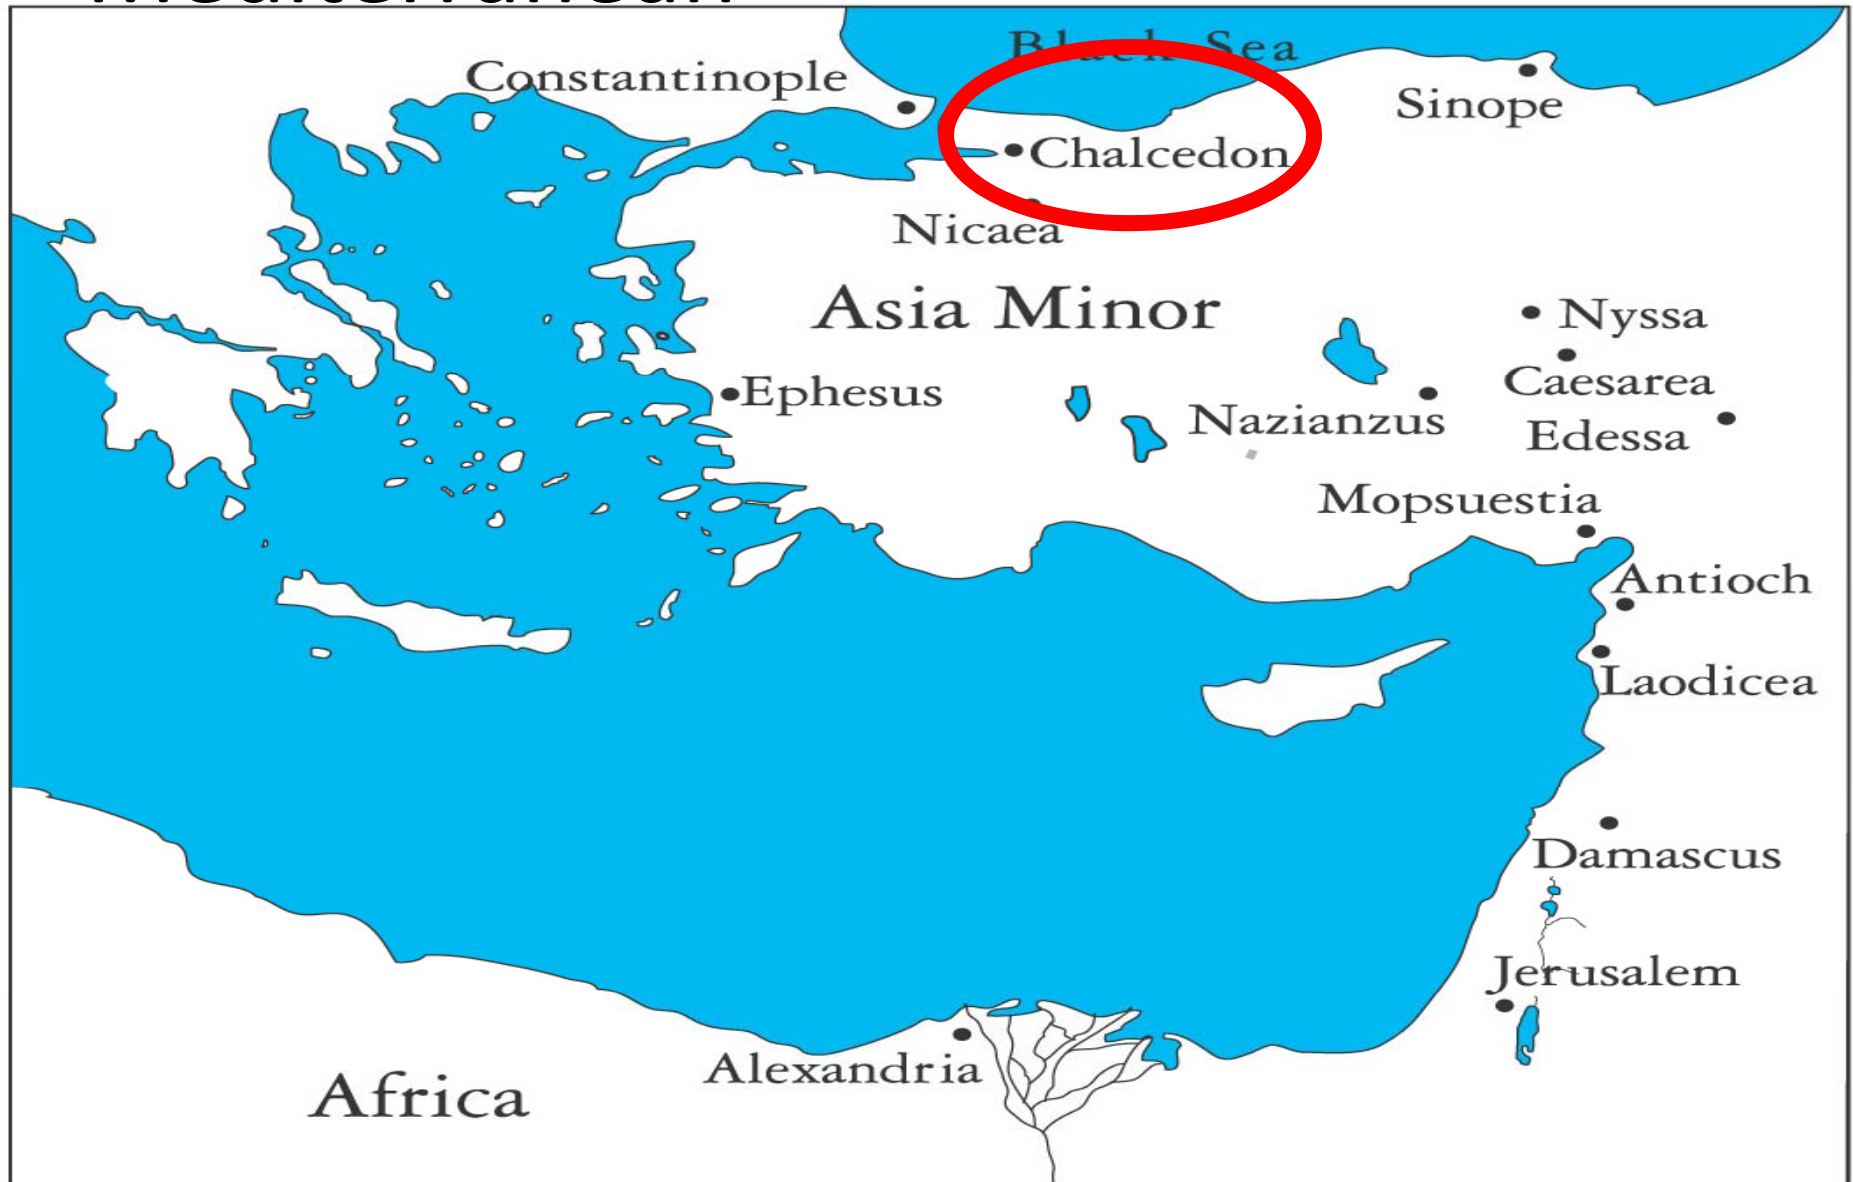 Mediterranean
Black Sea
Constantinople
Sinope
Chalcedon
Nicaea
Asia Minor
Nyssa
Caesarea
Ephesus
Nazianzus
Edessa
Mopsuestia
Antioch
Laodicea
Damascus
Jerusalem
Alexandria
Africa